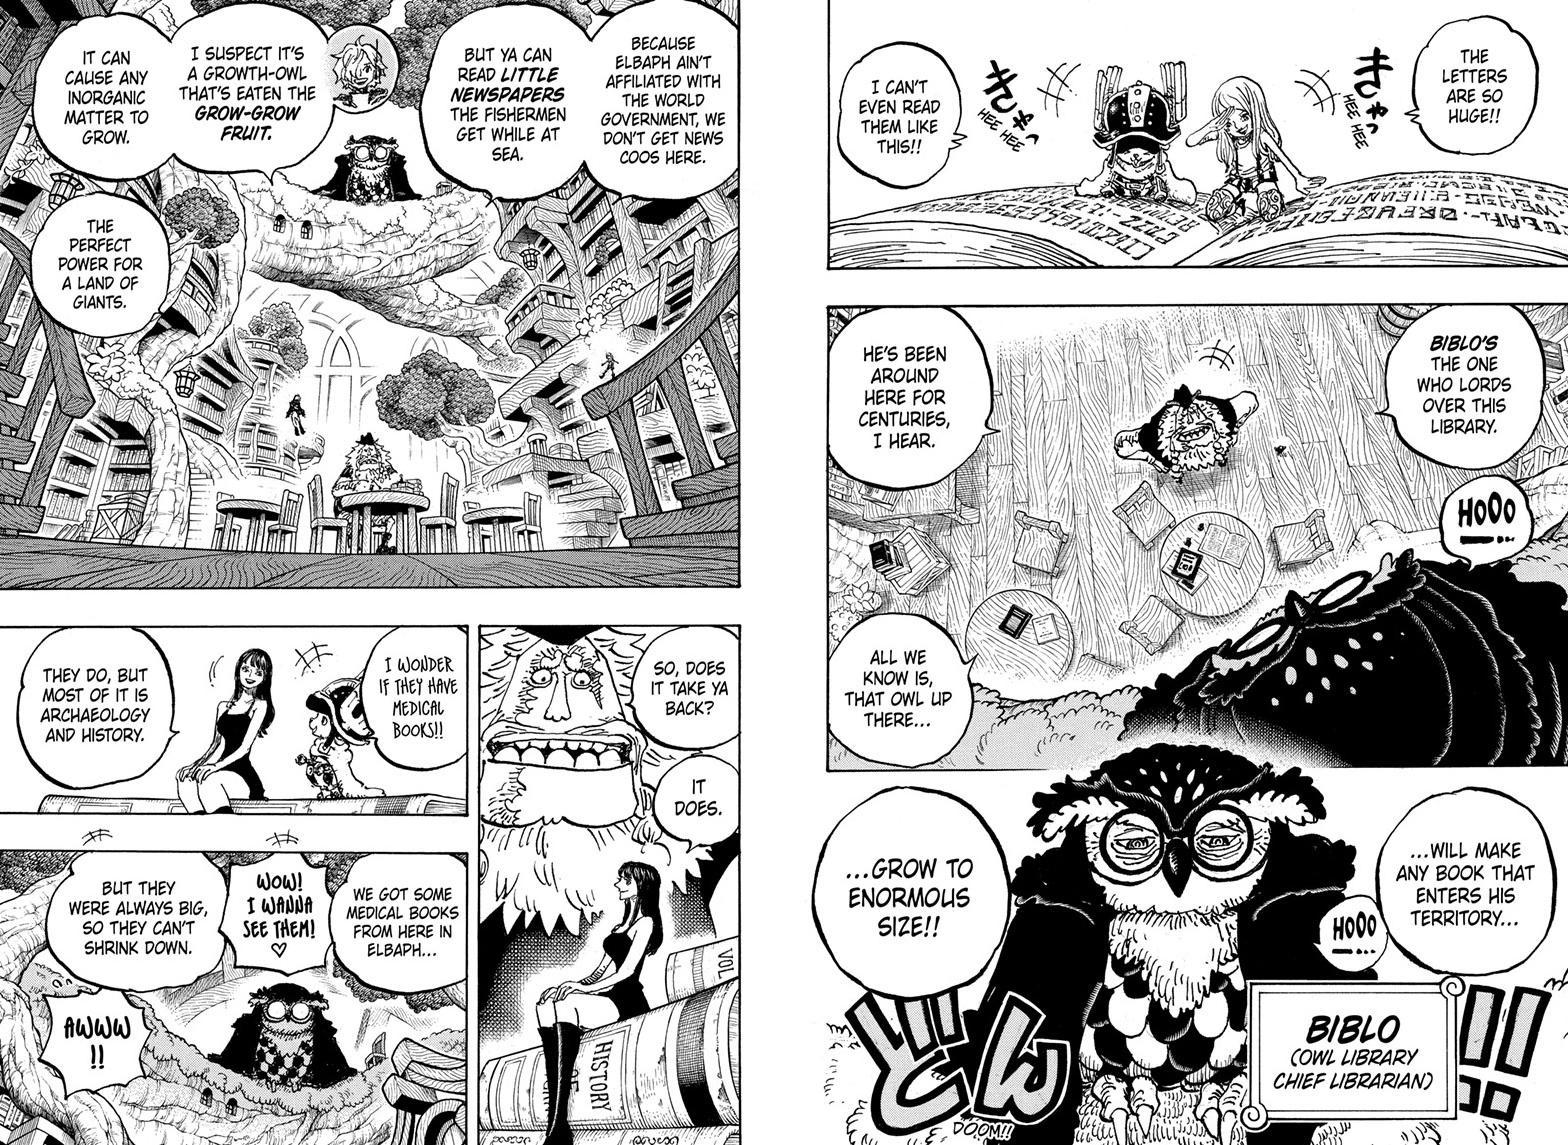 THE
LETTERS
ARE SO
HUGE!!
きゃっ
HEE HEE
きゃっ
HEE HEE
I CAN'T
EVEN READ
THEM LIKE
THIS!!
BIBLO'S
THE ONE
WHO LORDS
OVER THIS
LIBRARY.
HE'S BEEN
AROUND
HERE FOR
CENTURIES,
I HEAR.
HOOO
ALL WE
KNOW IS,
THAT OWL UP
THERE...
...WILL MAKE
ANY BOOK THAT
ENTERS HIS
TERRITORY...
HOOO
...GROW TO
ENORMOUS
SIZE!!
どん!!
DOOM!!
BIBLO
(OWL LIBRARY
CHIEF LIBRARIAN)
BECAUSE
ELBAPH AIN'T
AFFILIATED WITH
THE WORLD
GOVERNMENT, WE
DON'T GET NEWS
COOS HERE.
BUT YA CAN
READ LITTLE
NEWSPAPERS
THE FISHERMEN
GET WHILE AT
SEA.
I SUSPECT IT'S
A GROWTH-OWL
THAT'S EATEN THE
GROW-GROW
FRUIT.
IT CAN
CAUSE ANY
INORGANIC
MATTER TO
GROW.
THE
PERFECT
POWER FOR
A LAND OF
GIANTS.
SO, DOES
IT TAKE YA
BACK?
IT
DOES.
VOL
HISTORY
OF
I WONDER
IF THEY HAVE
MEDICAL
BOOKS!!
THEY DO, BUT
MOST OF IT IS
ARCHAEOLOGY
AND HISTORY.
WE GOT SOME
MEDICAL BOOKS
FROM HERE IN
ELBAPH...
WOW!
I WANNA
SEE THEM!
♡
BUT THEY
WERE ALWAYS BIG,
SO THEY CAN'T
SHRINK DOWN.
AWWW
!!